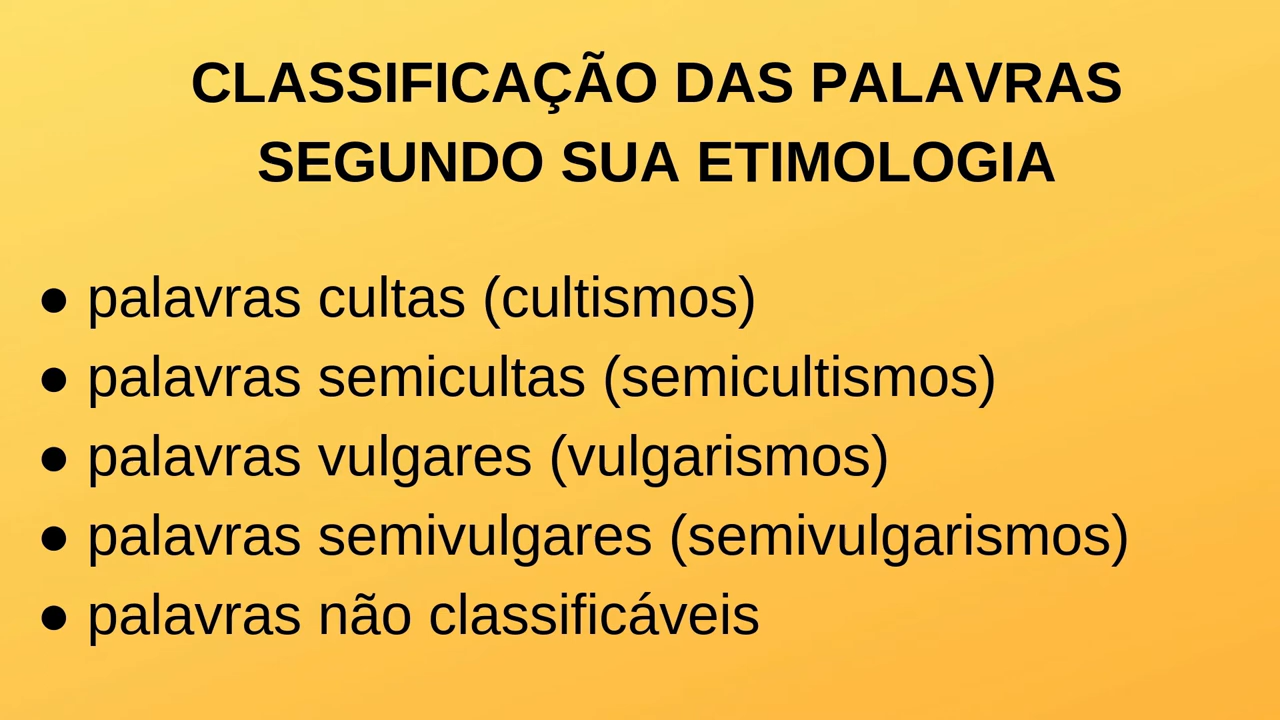 CLASSIFICAÇÃO DAS PALAVRAS
SEGUNDO SUA ETIMOLOGIA
● palavras cultas (cultismos)
● palavras semicultas (semicultismos)
● palavras vulgares (vulgarismos)
● palavras semivulgares (semivulgarismos)
● palavras não classificáveis